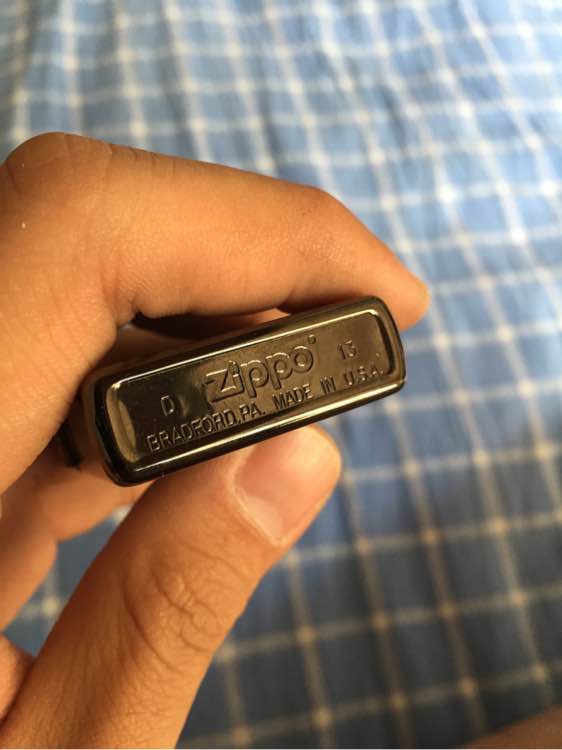 D zippo® 13
BRADFORD, PA. MADE IN U.S.A.